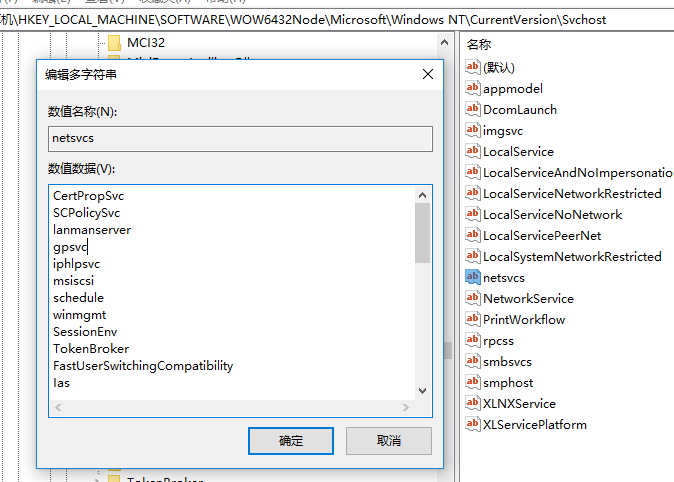 机\HKEY_LOCAL_MACHINE\SOFTWARE\WOW6432Node\Microsoft\Windows NT\CurrentVersion\Svchost
MCI32
编辑多字符串
数值名称(N):
netsvcs
数值数据(V):
CertPropSvc
SCPolicySvc
lanmanserver
gpsvc
iphlpsvc
msiscsi
schedule
winmgmt
SessionEnv
TokenBroker
FastUserSwitchingCompatibility
Ias
确定
取消
TokenBroker
名称
(默认)
appmodel
DcomLaunch
imgsvc
LocalService
LocalServiceAndNoImpersonatio
LocalServiceNetworkRestricted
LocalServiceNoNetwork
LocalServicePeerNet
LocalSystemNetworkRestricted
netsvcs
NetworkService
PrintWorkflow
rpcss
smbsvcs
smphost
XLNXService
XLServicePlatform